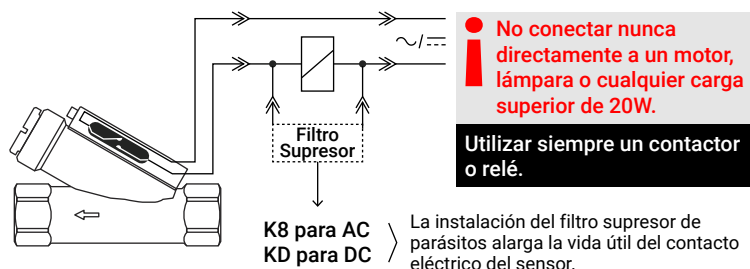 No conectar nunca
directamente a un motor,
lámpara o cualquier carga
superior de 20W.
Utilizar siempre un contactor
o relé.
Filtro
Supresor
K8 para AC
KD para DC
La instalación del filtro supresor de
parásitos alarga la vida útil del contacto
eléctrico del sensor.